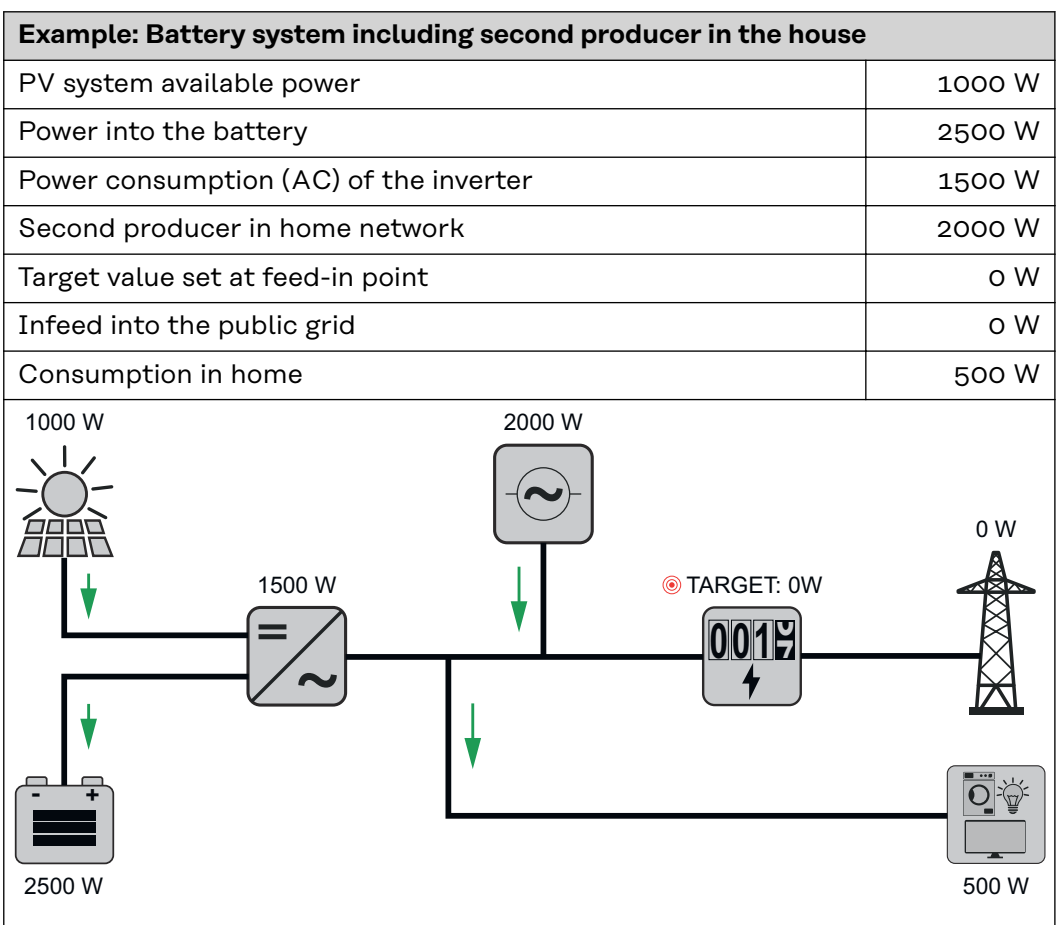 Example: Battery system including second producer in the house
PV system available power 1000 W
Power into the battery 2500 W
Power consumption (AC) of the inverter 1500 W
Second producer in home network 2000 W
Target value set at feed-in point 0 W
Infeed into the public grid 0 W
Consumption in home 500 W
1000 W 2000 W
0 W
1500 W TARGET: 0W
001
- +
2500 W 500 W